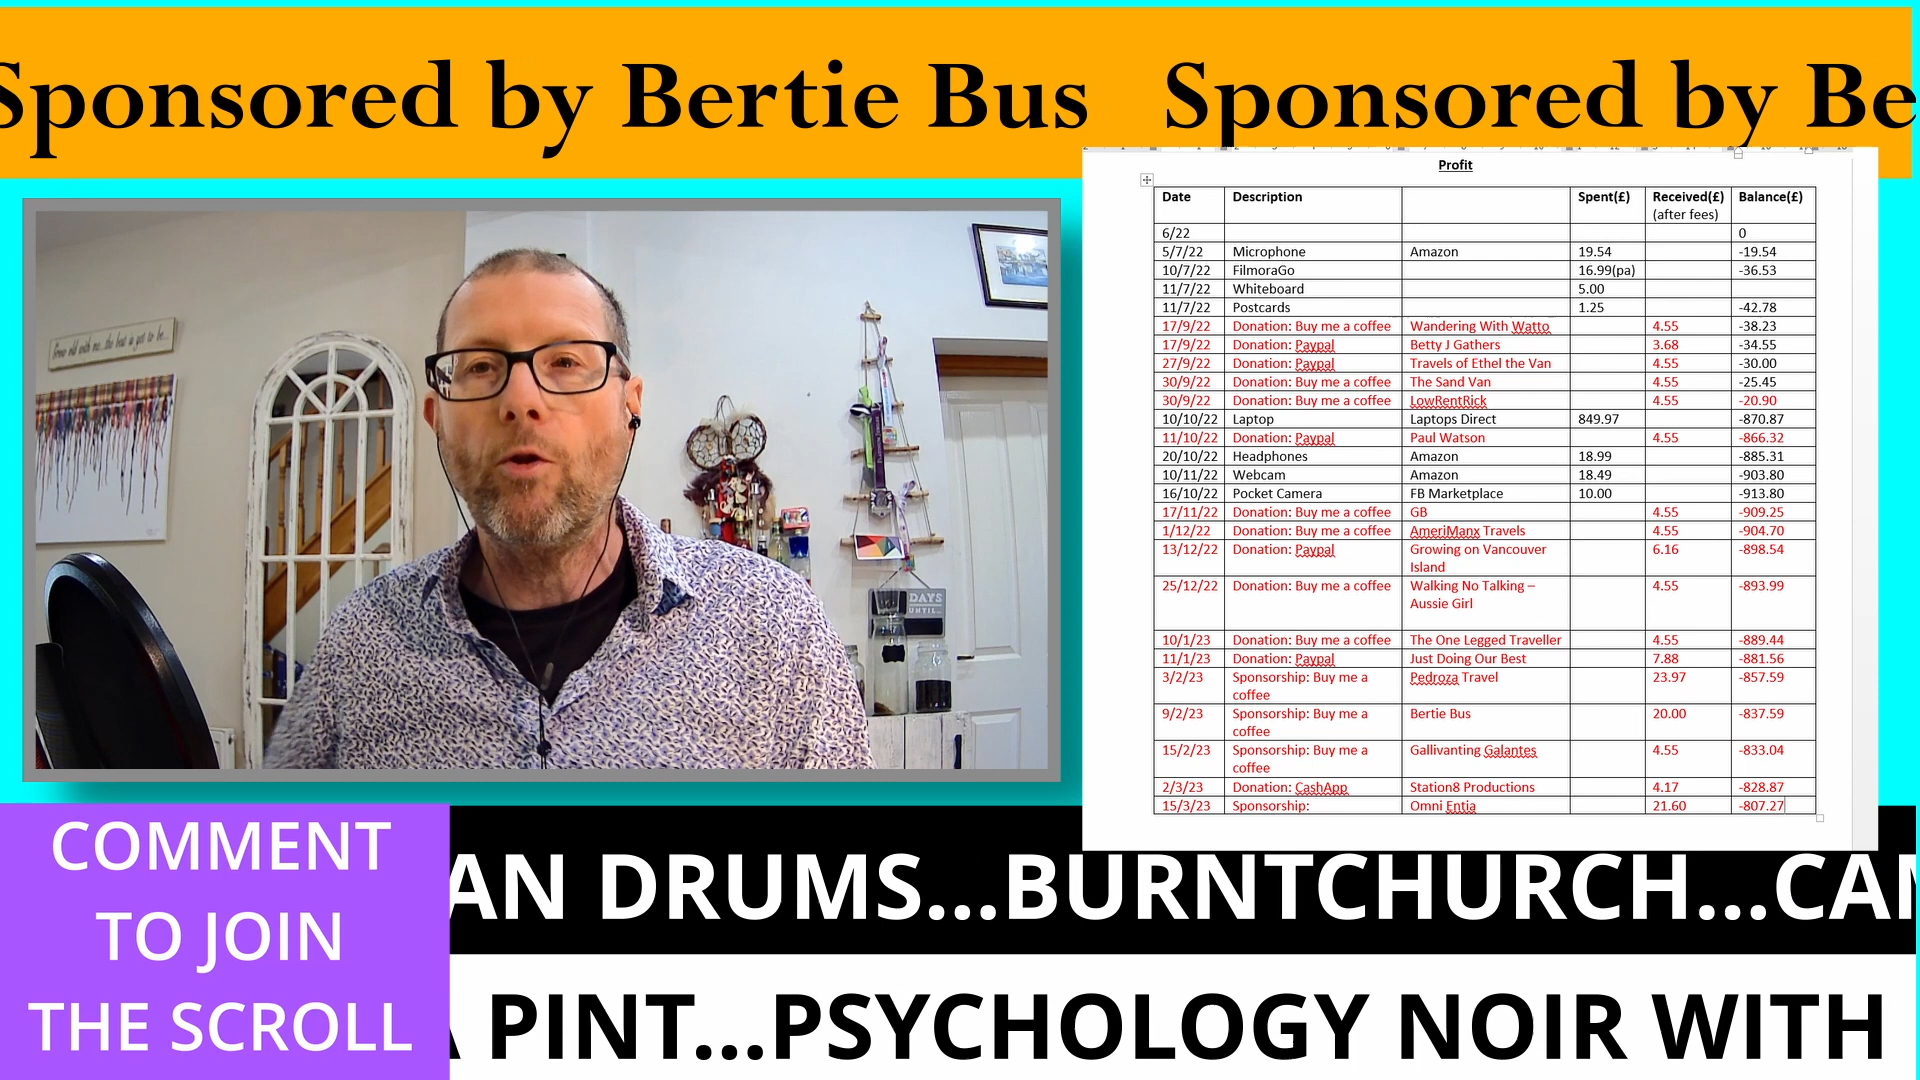 Sponsored by Bertie Bus Sponsored by Be
Profit
Date Description Spent(£) Received(£) Balance(£)
(after fees)
6/22 0
5/7/22 Microphone Amazon 19.54 -19.54
10/7/22 FilmoraGo 16.99(pa) -36.53
11/7/22 Whiteboard 5.00
11/7/22 Postcards 1.25 -42.78
17/9/22 Donation: Buy me a coffee Wandering With Watto 4.55 -38.23
17/9/22 Donation: Paypal Betty J Gathers 3.68 -34.55
27/9/22 Donation: Paypal Travels of Ethel the Van 4.55 -30.00
30/9/22 Donation: Buy me a coffee The Sand Van 4.55 -25.45
30/9/22 Donation: Buy me a coffee LowRentRick 4.55 -20.90
10/10/22 Laptop Laptops Direct 849.97 -870.87
11/10/22 Donation: Paypal Paul Watson 4.55 -866.32
20/10/22 Headphones Amazon 18.99 -885.31
10/11/22 Webcam Amazon 18.49 -903.80
16/10/22 Pocket Camera FB Marketplace 10.00 -913.80
17/11/22 Donation: Buy me a coffee GB 4.55 -909.25
1/12/22 Donation: Buy me a coffee AmeriManx Travels 4.55 -904.70
13/12/22 Donation: Paypal Growing on Vancouver 6.16 -898.54
Island
25/12/22 Donation: Buy me a coffee Walking No Talking – 4.55 -893.99
Aussie Girl
10/1/23 Donation: Buy me a coffee The One Legged Traveller 4.55 -889.44
11/1/23 Donation: Paypal Just Doing Our Best 7.88 -881.56
3/2/23 Sponsorship: Buy me a Pedroza Travel 23.97 -857.59
coffee
9/2/23 Sponsorship: Buy me a Bertie Bus 20.00 -837.59
coffee
15/2/23 Sponsorship: Buy me a Gallivanting Galantes 4.55 -833.04
coffee
2/3/23 Donation: CashApp Station8 Productions 4.17 -828.87
15/3/23 Sponsorship: Omni Entia 21.60 -807.27
Grow old with me...the best is yet to be...
DAYS
UNTIL...
COMMENT
TO JOIN
THE SCROLL
AN DRUMS...BURNTCHURCH...CAM
A PINT...PSYCHOLOGY NOIR WITH